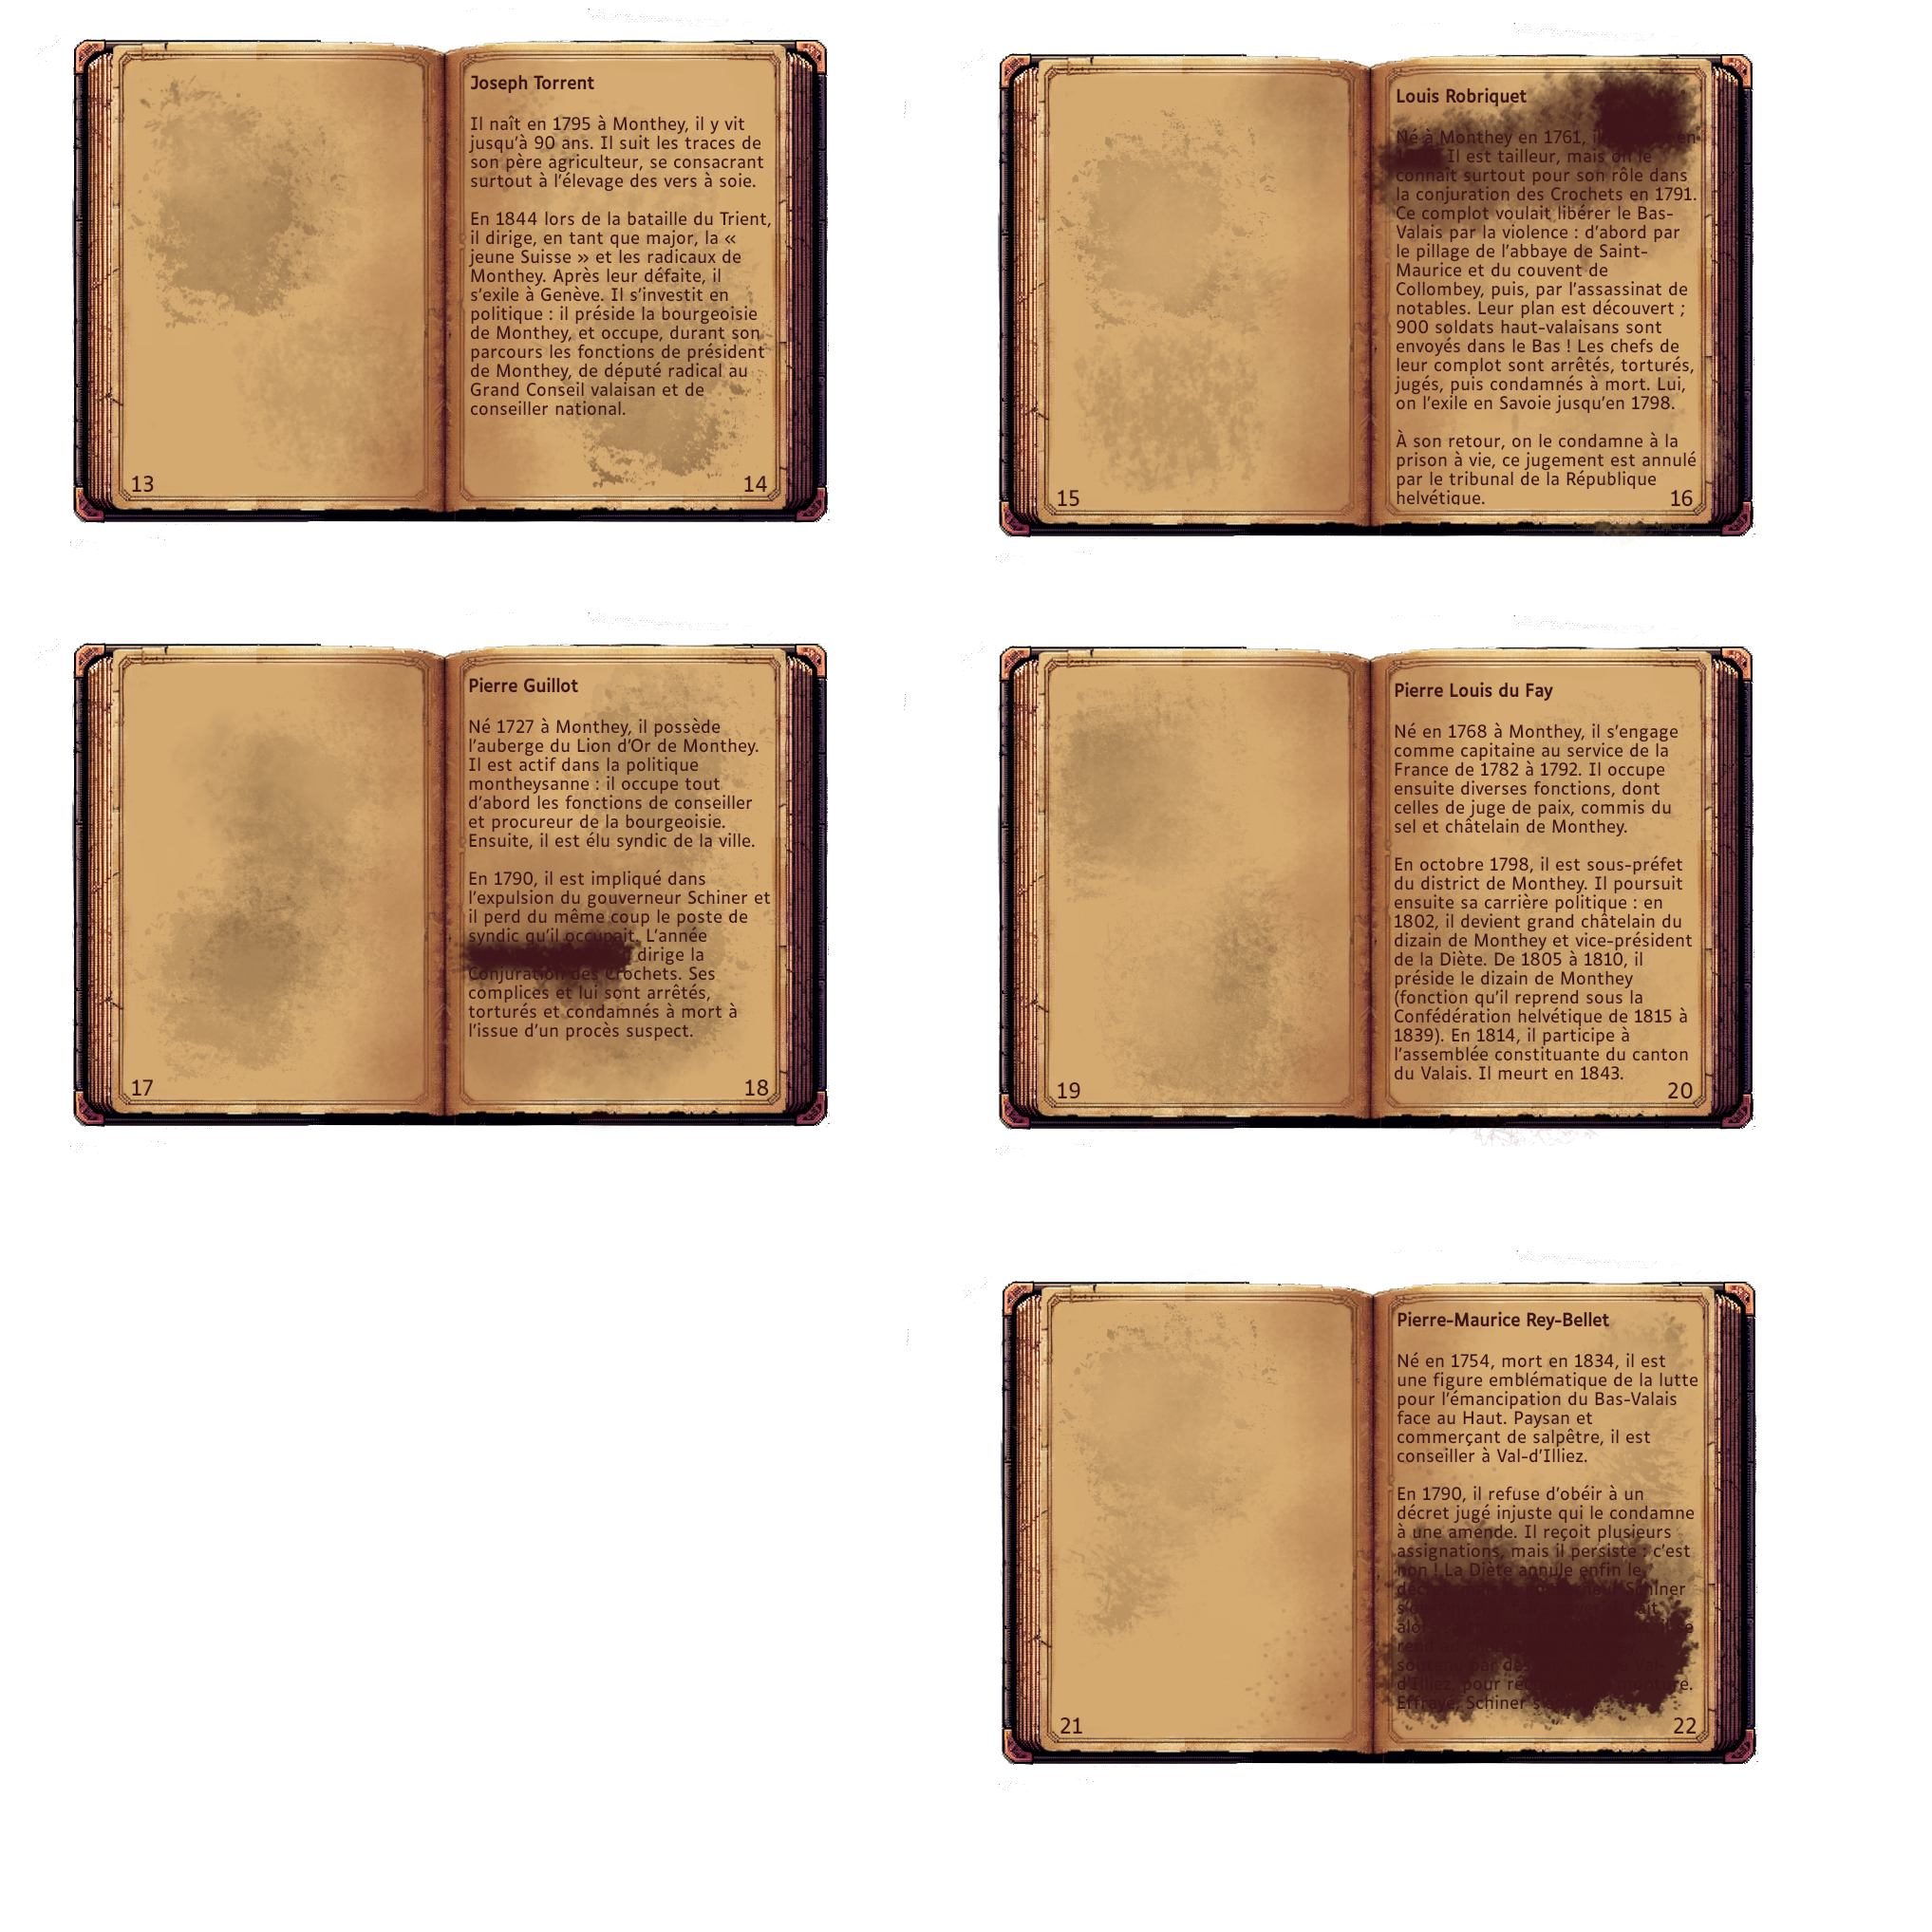 Joseph Torrent
Il naît en 1795 à Monthey, il y vit
jusqu'à 90 ans. Il suit les traces de
son père agriculteur, se consacrant
surtout à l'élevage des vers à soie.
En 1844 lors de la bataille du Trient,
il dirige, en tant que major, la «
jeune Suisse » et les radicaux de
Monthey. Après leur défaite, il
s'exile à Genève. Il s'investit en
politique : il préside la bourgeoisie
de Monthey, et occupe, durant son
parcours les fonctions de président
de Monthey, de député radical au
Grand Conseil valaisan et de
conseiller national.
13
14
Louis Robriquet
Né à Monthey en 1761, en
Il est tailleur, mais on le
connaît surtout pour son rôle dans
la conjuration des Crochets en 1791.
Ce complot voulait libérer le Bas-
Valais par la violence : d'abord par
le pillage de l'abbaye de Saint-
Maurice et du couvent de
Collombey, puis, par l'assassinat de
notables. Leur plan est découvert ;
900 soldats haut-valaisans sont
envoyés dans le Bas ! Les chefs de
leur complot sont arrêtés, torturés,
jugés, puis condamnés à mort. Lui,
on l'exile en Savoie jusqu'en 1798.
À son retour, on le condamne à la
prison à vie, ce jugement est annulé
par le tribunal de la République
helvétique.
15
16
Pierre Guillot
Né 1727 à Monthey, il possède
l'auberge du Lion d'Or de Monthey.
Il est actif dans la politique
montheysanne : il occupe tout
d'abord les fonctions de conseiller
et procureur de la bourgeoisie.
Ensuite, il est élu syndic de la ville.
En 1790, il est impliqué dans
l'expulsion du gouverneur Schiner et
il perd du même coup le poste de
syndic qu'il occupait. L'année
dirige la
Conjuration des Crochets. Ses
complices et lui sont arrêtés,
torturés et condamnés à mort à
l'issue d'un procès suspect.
17
18
Pierre Louis du Fay
Né en 1768 à Monthey, il s'engage
comme capitaine au service de la
France de 1782 à 1792. Il occupe
ensuite diverses fonctions, dont
celles de juge de paix, commis du
sel et châtelain de Monthey.
En octobre 1798, il est sous-préfet
du district de Monthey. Il poursuit
ensuite sa carrière politique : en
1802, il devient grand châtelain du
dizain de Monthey et vice-président
de la Diète. De 1805 à 1810, il
préside le dizain de Monthey
(fonction qu'il reprend sous la
Confédération helvétique de 1815 à
1839). En 1814, il participe à
l'assemblée constituante du canton
du Valais. Il meurt en 1843.
19
20
Pierre-Maurice Rey-Bellet
Né en 1754, mort en 1834, il est
une figure emblématique de la lutte
pour l'émancipation du Bas-Valais
face au Haut. Paysan et
commerçant de salpêtre, il est
conseiller à Val-d'Illiez.
En 1790, il refuse d'obéir à un
décret jugé injuste qui le condamne
à une amende. Il reçoit plusieurs
assignations, mais il persiste : c'est
non ! La Diète annule enfin le
Schiner
par
d'Illiez, pour
Effrayé, Schiner
21
22